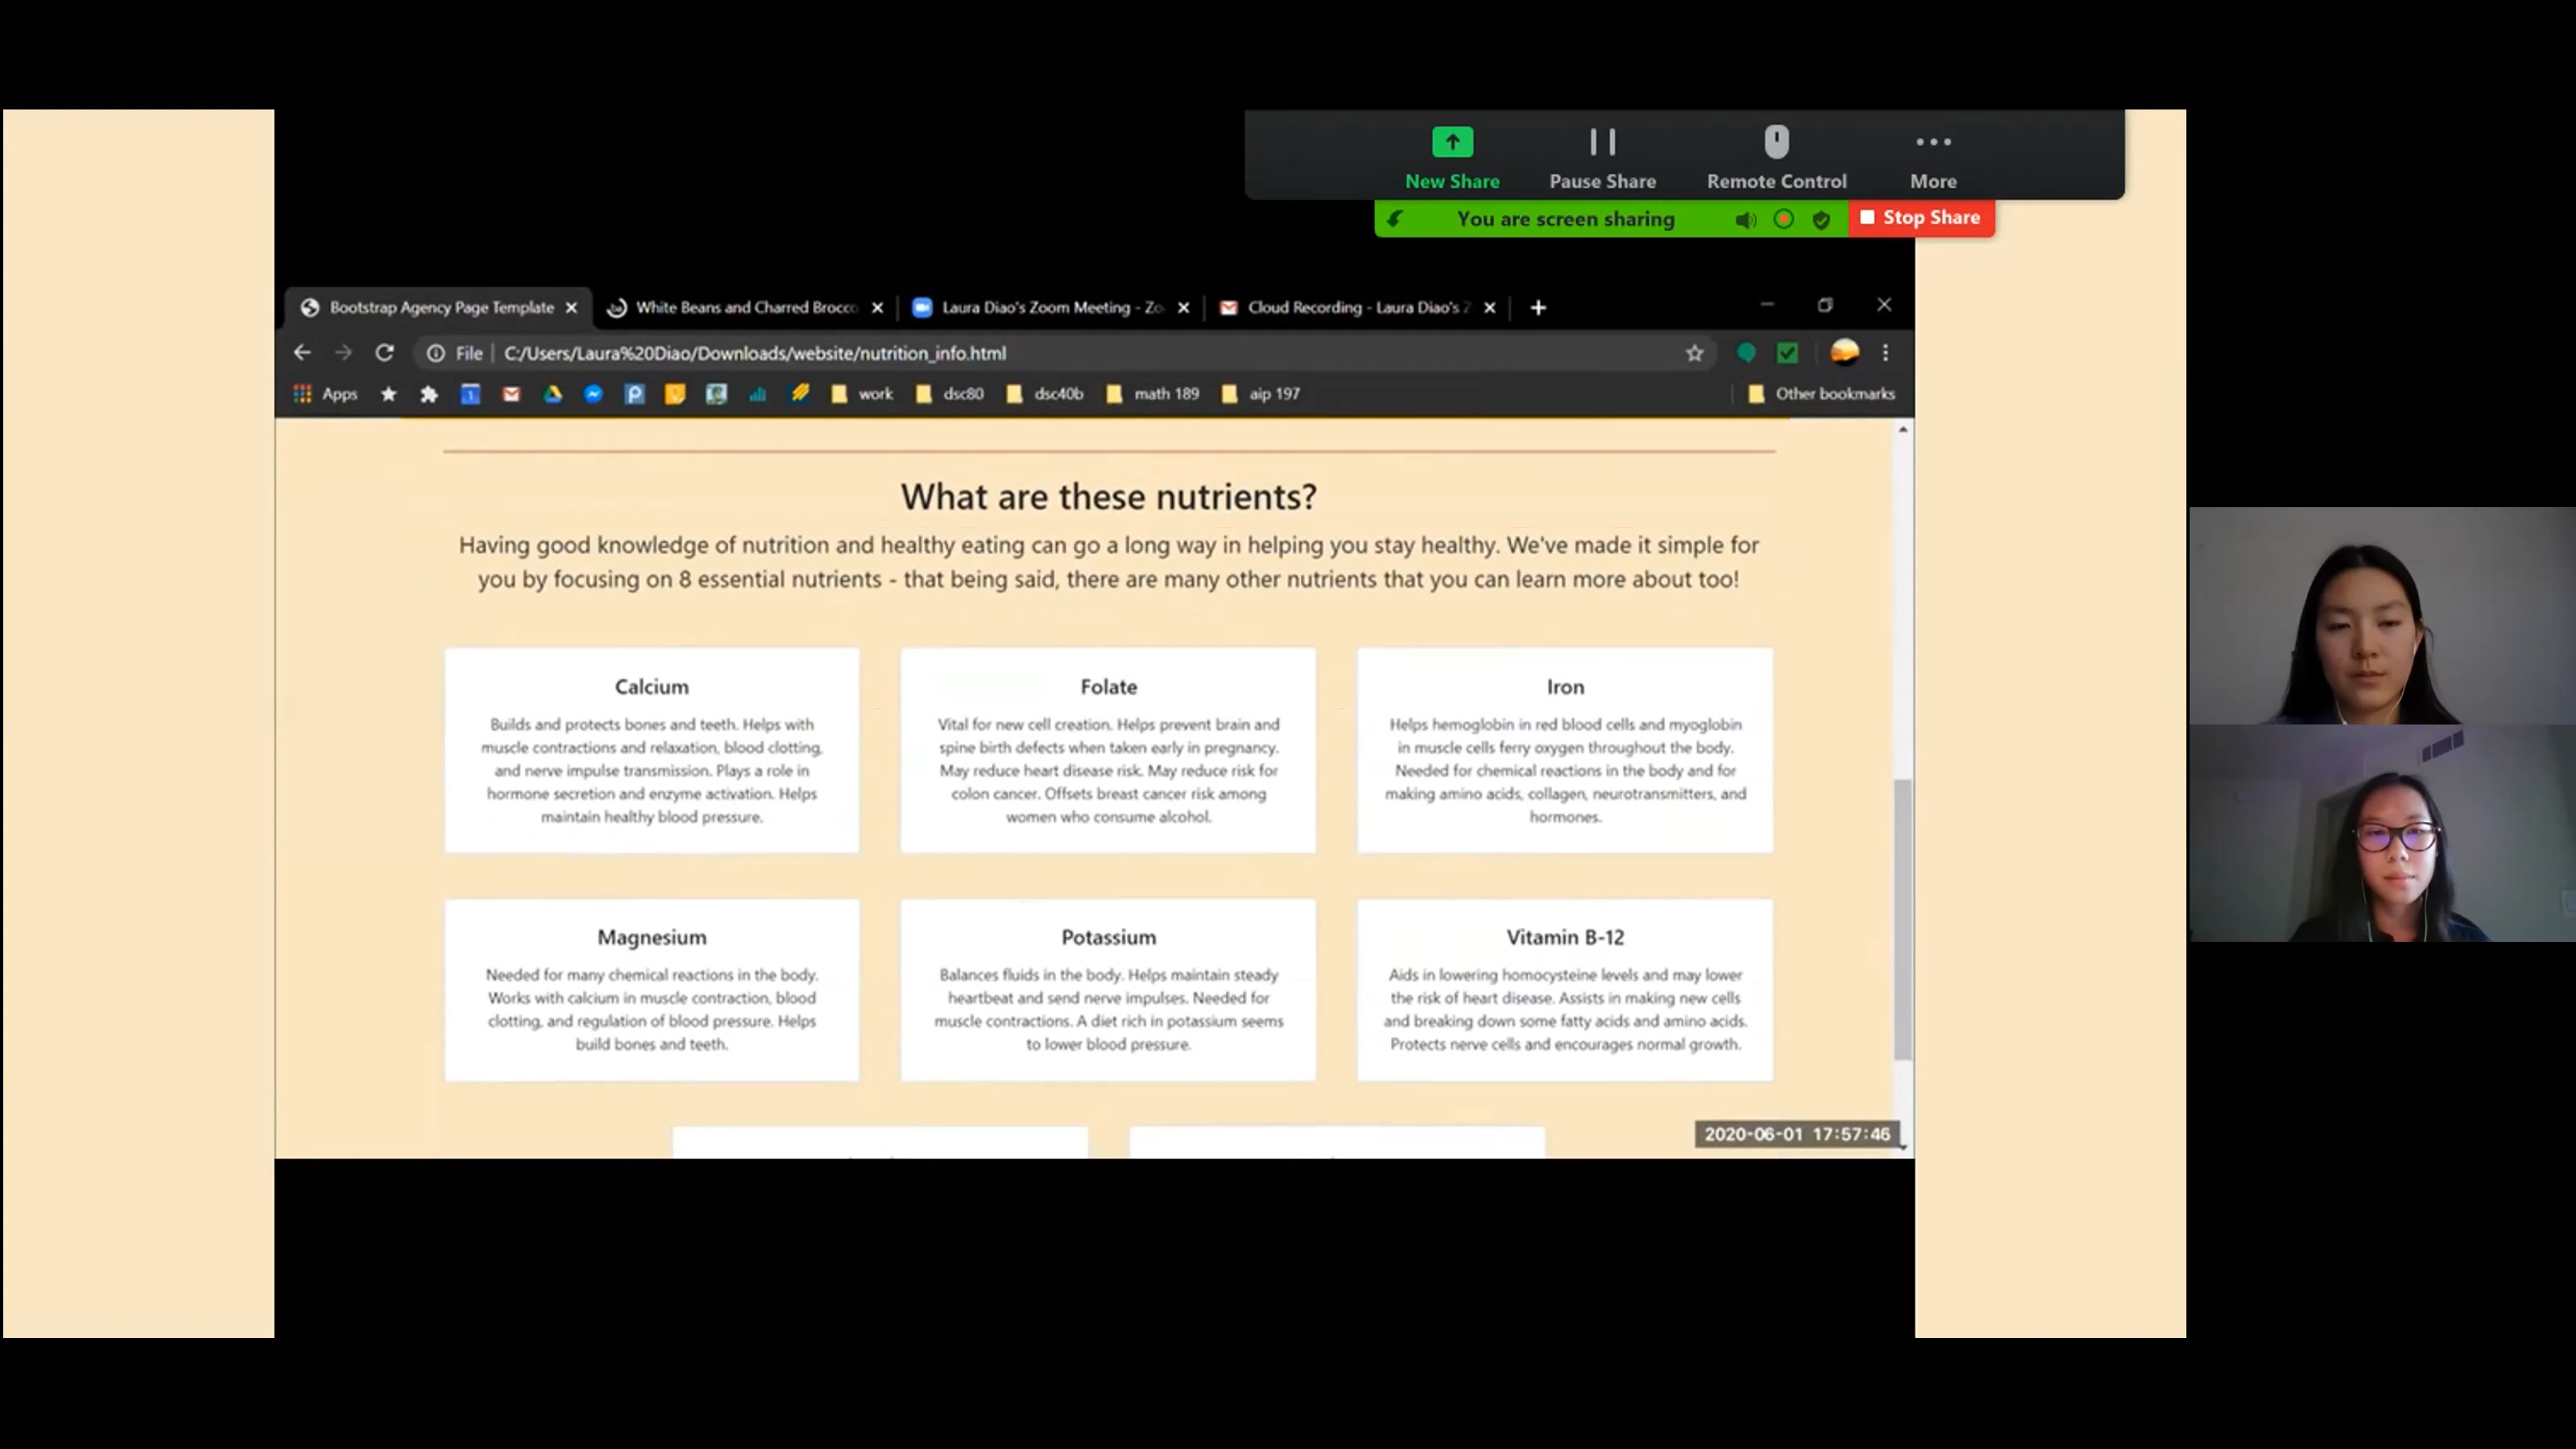 New Share
Pause Share
Remote Control
More
You are screen sharing
Stop Share
Bootstrap Agency Page Template
White Beans and Charred Brocco
Laura Diao's Zoom Meeting - Zo
Cloud Recording - Laura Diao's Z
File
C:/Users/Laura%20Diao/Downloads/website/nutrition_info.html
Apps
work
dsc80
dsc40b
math 189
aip 197
Other bookmarks
What are these nutrients?
Having good knowledge of nutrition and healthy eating can go a long way in helping you stay healthy. We've made it simple for
you by focusing on 8 essential nutrients - that being said, there are many other nutrients that you can learn more about too!
Calcium
Builds and protects bones and teeth. Helps with
muscle contractions and relaxation, blood clotting,
and nerve impulse transmission. Plays a role in
hormone secretion and enzyme activation. Helps
maintain healthy blood pressure.
Folate
Vital for new cell creation. Helps prevent brain and
spine birth defects when taken early in pregnancy.
May reduce heart disease risk. May reduce risk for
colon cancer. Offsets breast cancer risk among
women who consume alcohol.
Iron
Helps hemoglobin in red blood cells and myoglobin
in muscle cells ferry oxygen throughout the body.
Needed for chemical reactions in the body and for
making amino acids, collagen, neurotransmitters, and
hormones.
Magnesium
Needed for many chemical reactions in the body.
Works with calcium in muscle contraction, blood
clotting, and regulation of blood pressure. Helps
build bones and teeth.
Potassium
Balances fluids in the body. Helps maintain steady
heartbeat and send nerve impulses. Needed for
muscle contractions. A diet rich in potassium seems
to lower blood pressure.
Vitamin B-12
Aids in lowering homocysteine levels and may lower
the risk of heart disease. Assists in making new cells
and breaking down some fatty acids and amino acids.
Protects nerve cells and encourages normal growth.
2020-06-01 17:57:46